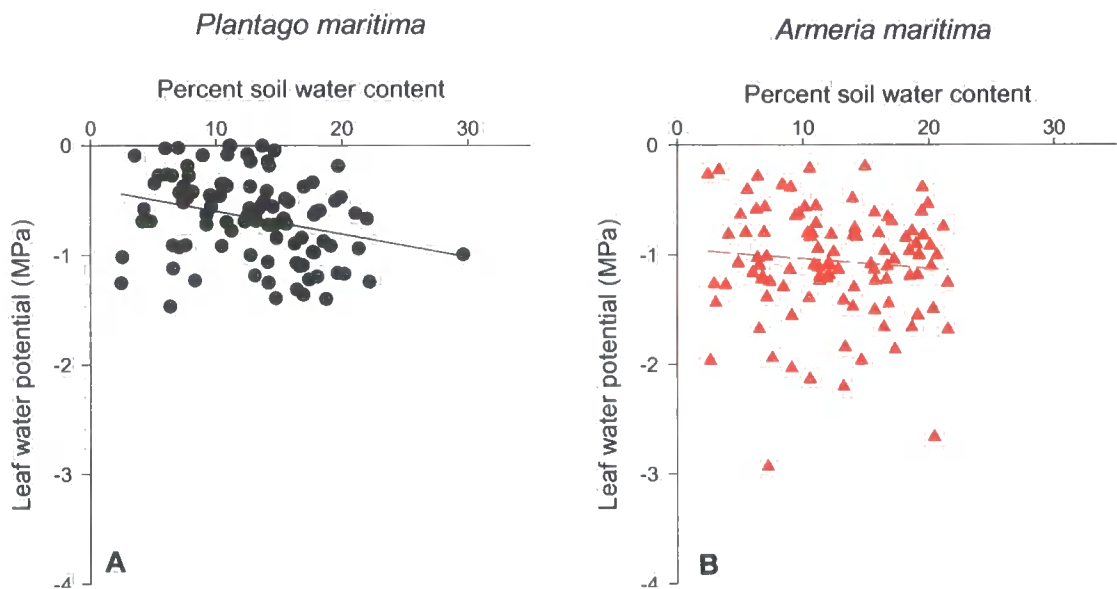 Plantago maritima
Percent soil water content
0 10 20 30
0
-1
-2
-3
-4
Leaf water potential (MPa)
A
Armeria maritima
Percent soil water content
0 10 20 30
0
-1
-2
-3
-4
Leaf water potential (MPa)
B